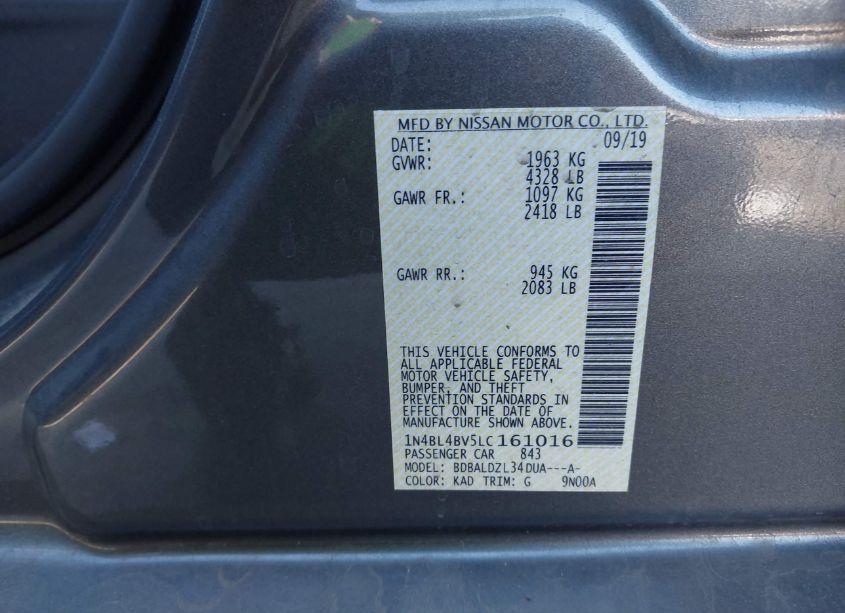 MFD BY NISSAN MOTOR CO., LTD.
DATE: 09/19
GVWR: 1963 KG
4328 LB
GAWR FR.: 1097 KG
2418 LB
GAWR RR.: 945 KG
2083 LB
THIS VEHICLE CONFORMS TO
ALL APPLICABLE FEDERAL
MOTOR VEHICLE SAFETY,
BUMPER, AND THEFT
PREVENTION STANDARDS IN
EFFECT ON THE DATE OF
MANUFACTURE SHOWN ABOVE.
1N4BL4BV5LC161016
PASSENGER CAR 843
MODEL: BDBALDZL34DUA---A-
COLOR: KAD TRIM: G 9N00A